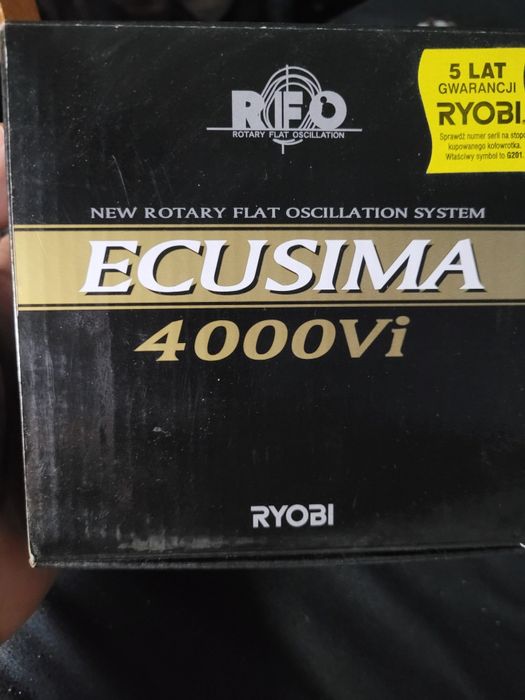 RFO
ROTARY FLAT OSCILLATION
5 LAT
GWARANCJI
RYOBI
Sprawdź numer serii na stopce
kupowanego kołowrotka.
Właściwy symbol to G201.
NEW ROTARY FLAT OSCILLATION SYSTEM
ECUSIMA
4000Vi
RYOBI